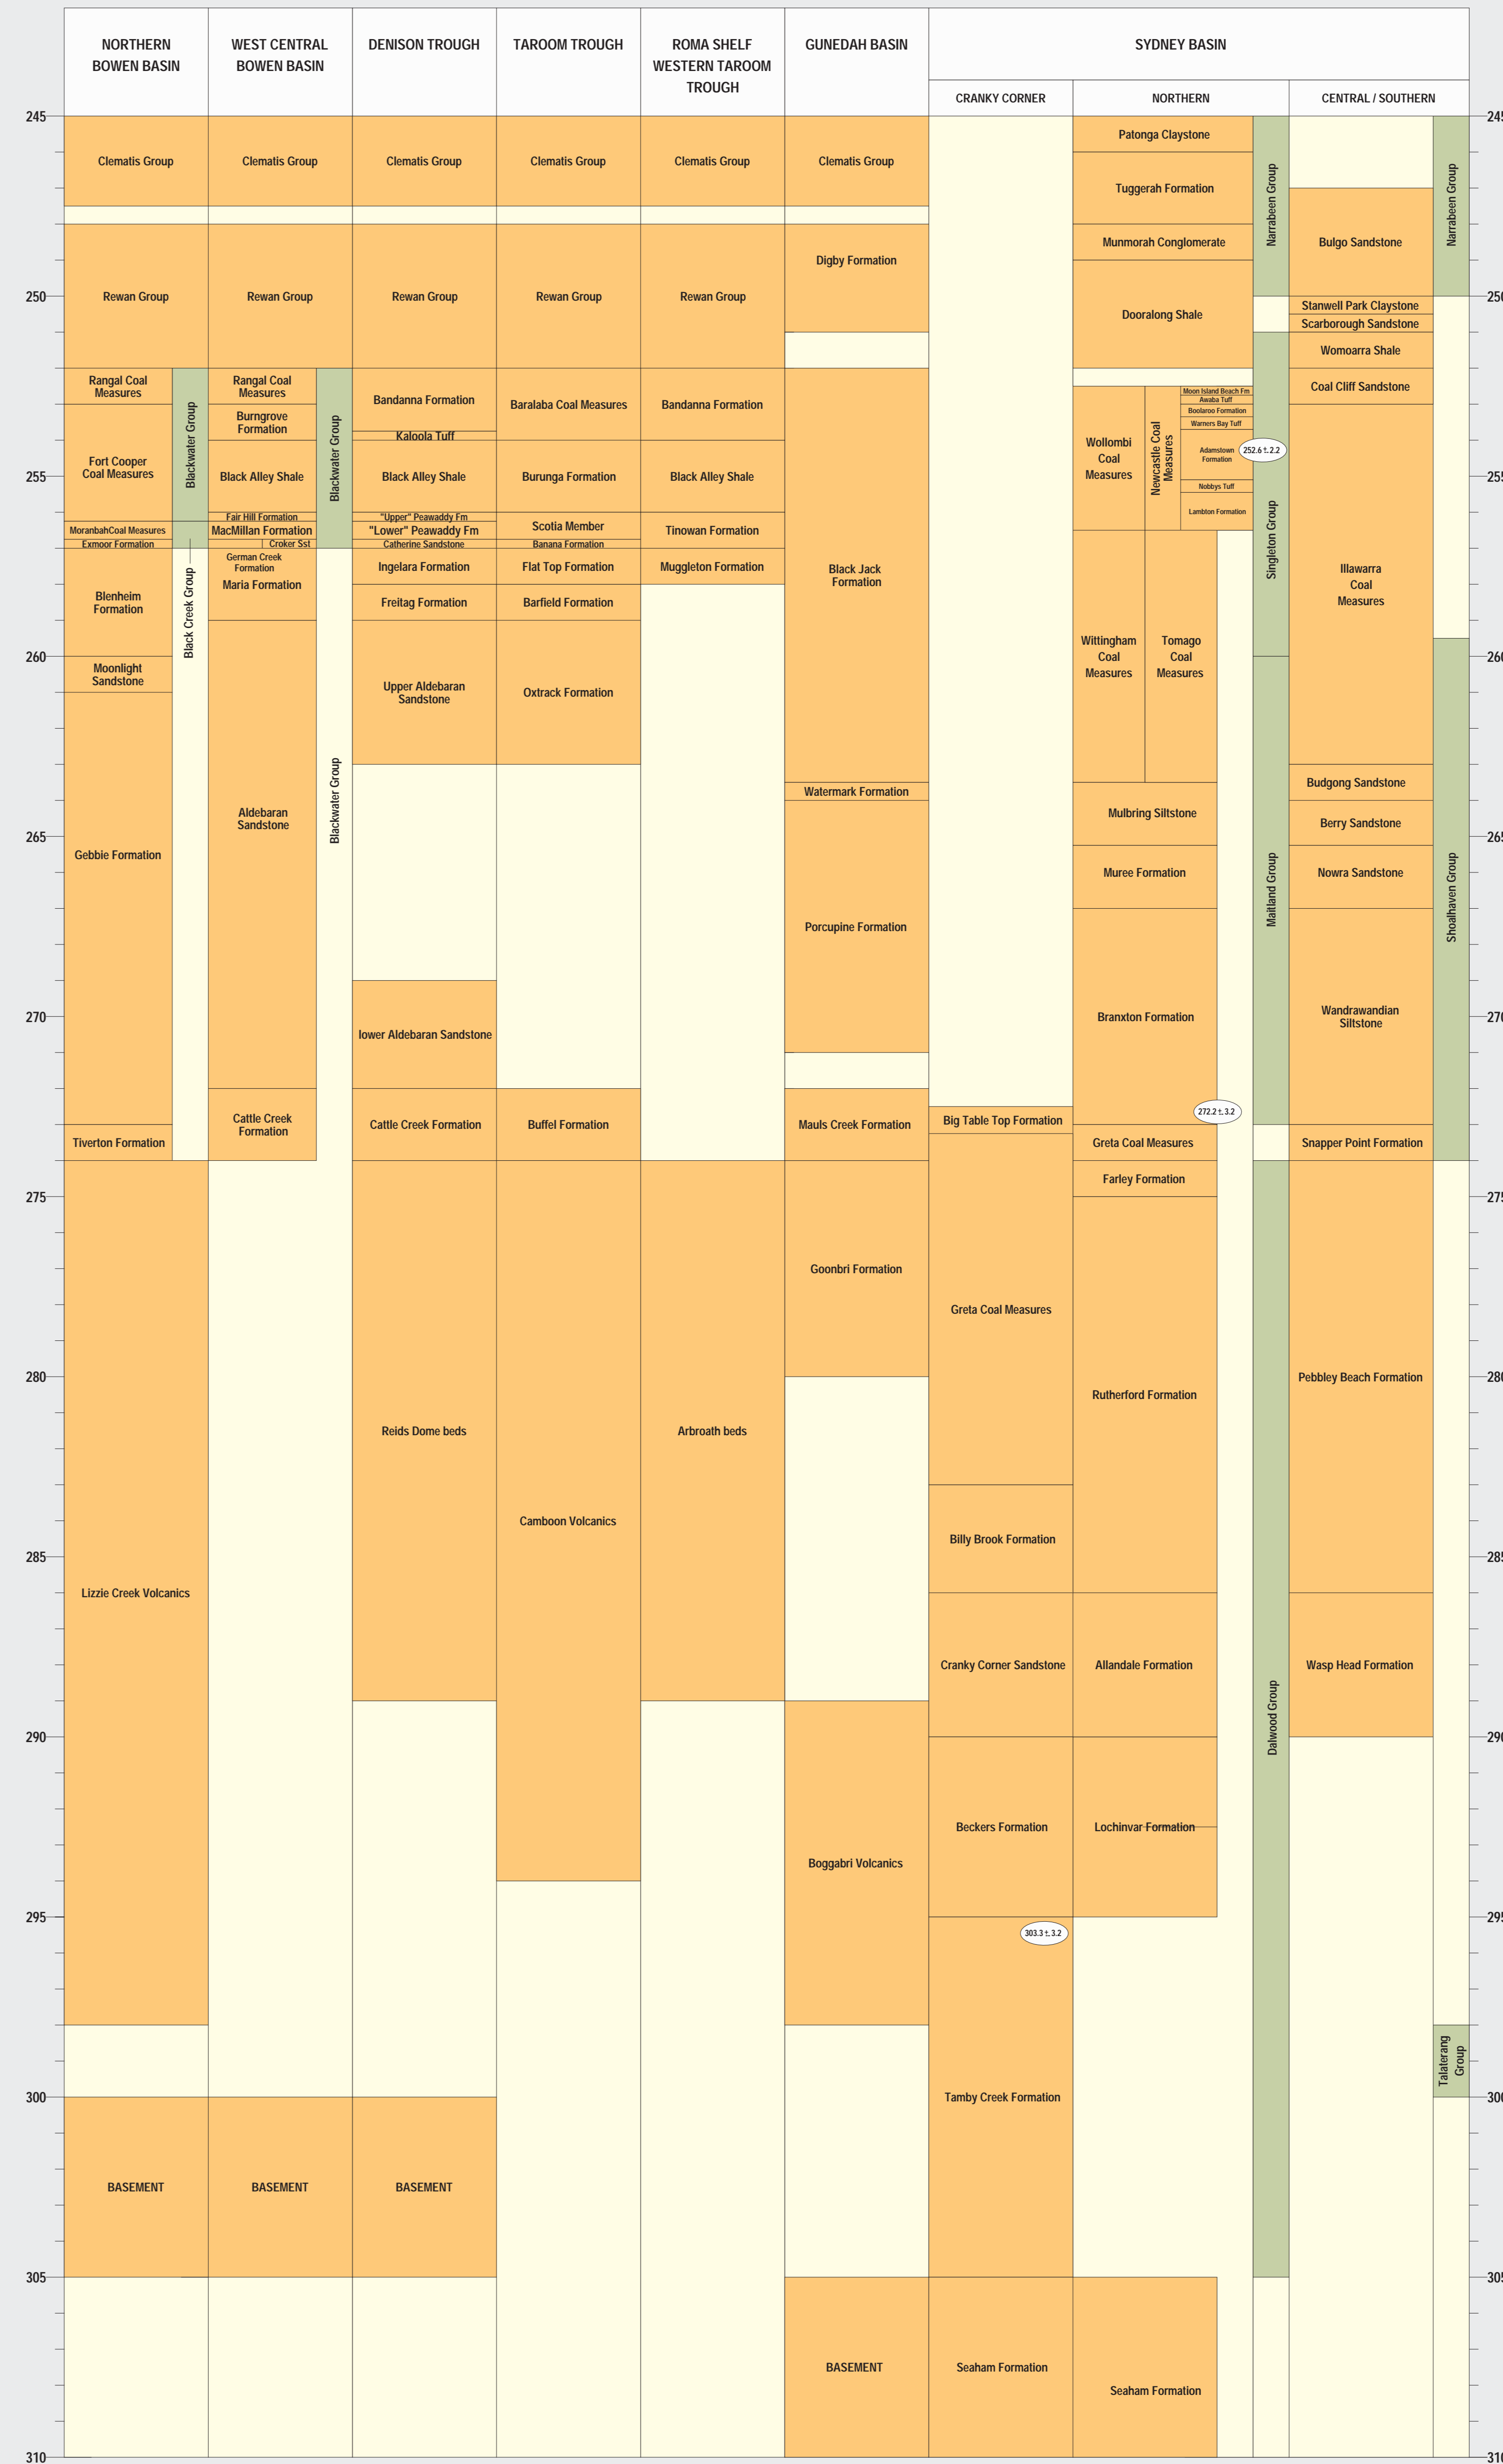 NORTHERN
BOWEN BASIN
WEST CENTRAL
BOWEN BASIN
DENISON TROUGH
TAROOM TROUGH
ROMA SHELF
WESTERN TAROOM
TROUGH
GUNEDAH BASIN
SYDNEY BASIN
CRANKY CORNER
NORTHERN
CENTRAL / SOUTHERN
245
250
255
260
265
270
275
280
285
290
295
300
305
310
Clematis Group
Rewan Group
Rangal Coal
Measures
Fort Cooper
Coal Measures
MoranbahCoal Measures
Exmoor Formation
Blenheim
Formation
Moonlight
Sandstone
Gebbie Formation
Tiverton Formation
Lizzie Creek Volcanics
BASEMENT
Blackwater Group
Black Creek Group
Clematis Group
Rewan Group
Rangal Coal
Measures
Burngrove
Formation
Black Alley Shale
Fair Hill Formation
MacMillan Formation
Croker Sst
German Creek
Formation
Maria Formation
Aldebaran
Sandstone
Cattle Creek
Formation
BASEMENT
Blackwater Group
Blackwater Group
Clematis Group
Rewan Group
Bandanna Formation
Kaloola Tuff
Black Alley Shale
"Upper" Peawaddy Fm
"Lower" Peawaddy Fm
Catherine Sandstone
Ingelara Formation
Freitag Formation
Upper Aldebaran
Sandstone
lower Aldebaran Sandstone
Cattle Creek Formation
Reids Dome beds
BASEMENT
Clematis Group
Rewan Group
Baralaba Coal Measures
Burunga Formation
Scotia Member
Banana Formation
Flat Top Formation
Barfield Formation
Oxtrack Formation
Buffel Formation
Camboon Volcanics
Clematis Group
Rewan Group
Bandanna Formation
Black Alley Shale
Tinowan Formation
Muggleton Formation
Arbroath beds
Clematis Group
Digby Formation
Black Jack
Formation
Watermark Formation
Porcupine Formation
Mauls Creek Formation
Goonbri Formation
Boggabri Volcanics
BASEMENT
Big Table Top Formation
Greta Coal Measures
Billy Brook Formation
Cranky Corner Sandstone
Beckers Formation
303.3 ± 3.2
Tamby Creek Formation
Seaham Formation
Patonga Claystone
Tuggerah Formation
Munmorah Conglomerate
Dooralong Shale
Wollombi
Coal
Measures
Newcastle Coal
Measures
Moon Island Beach Fm
Awaba Tuff
Boolaroo Formation
Warners Bay Tuff
Adamstown
Formation
Nobbys Tuff
Lambton Formation
252.6 ± 2.2
Wittingham
Coal
Measures
Tomago
Coal
Measures
Mulbring Siltstone
Muree Formation
Branxton Formation
272.2 ± 3.2
Greta Coal Measures
Farley Formation
Rutherford Formation
Allandale Formation
Lochinvar Formation
Seaham Formation
Narrabeen Group
Singleton Group
Maitland Group
Dalwood Group
Bulgo Sandstone
Stanwell Park Claystone
Scarborough Sandstone
Womoarra Shale
Coal Cliff Sandstone
Illawarra
Coal
Measures
Budgong Sandstone
Berry Sandstone
Nowra Sandstone
Wandrawandian
Siltstone
Snapper Point Formation
Pebbley Beach Formation
Wasp Head Formation
Narrabeen Group
Shoalhaven Group
Talaterang
Group